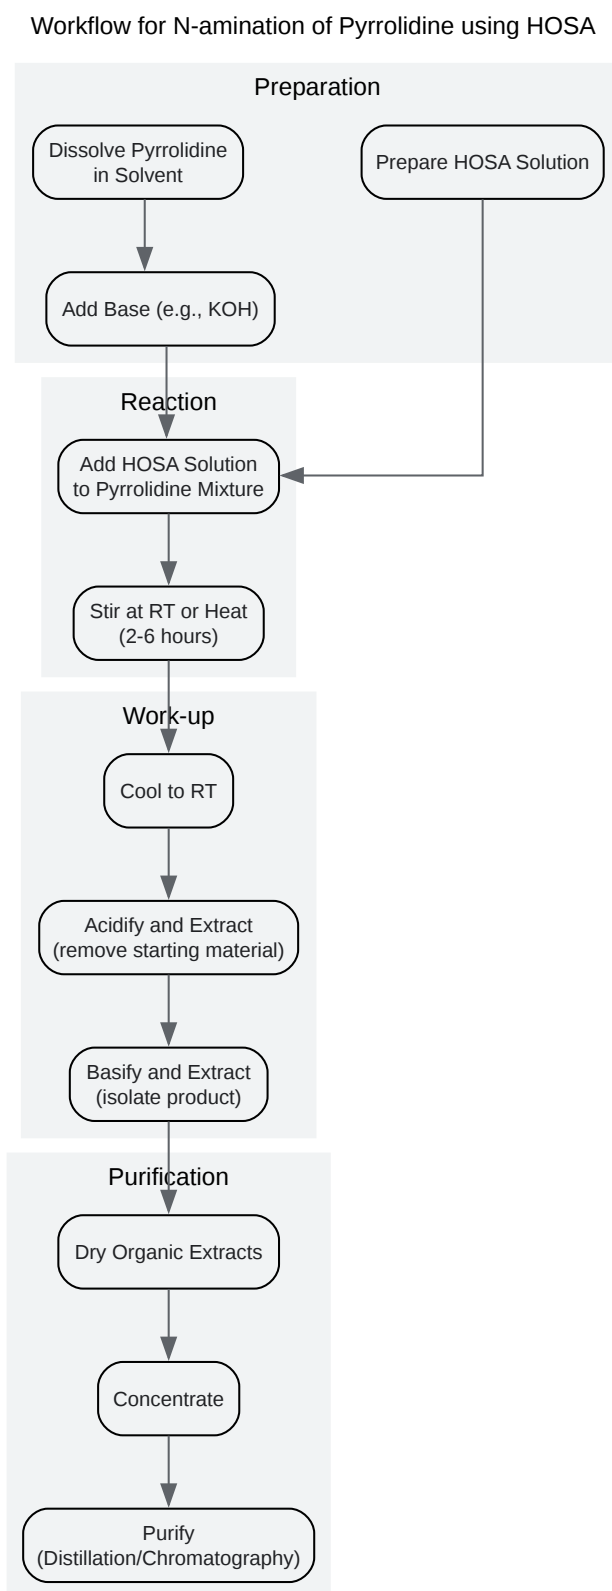 Workflow for N-amination of Pyrrolidine using HOSA
Preparation
Dissolve Pyrrolidine
in Solvent
Prepare HOSA Solution
Add Base (e.g., KOH)
Reaction
Add HOSA Solution
to Pyrrolidine Mixture
Stir at RT or Heat
(2-6 hours)
Work-up
Cool to RT
Acidify and Extract
(remove starting material)
Basify and Extract
(isolate product)
Purification
Dry Organic Extracts
Concentrate
Purify
(Distillation/Chromatography)